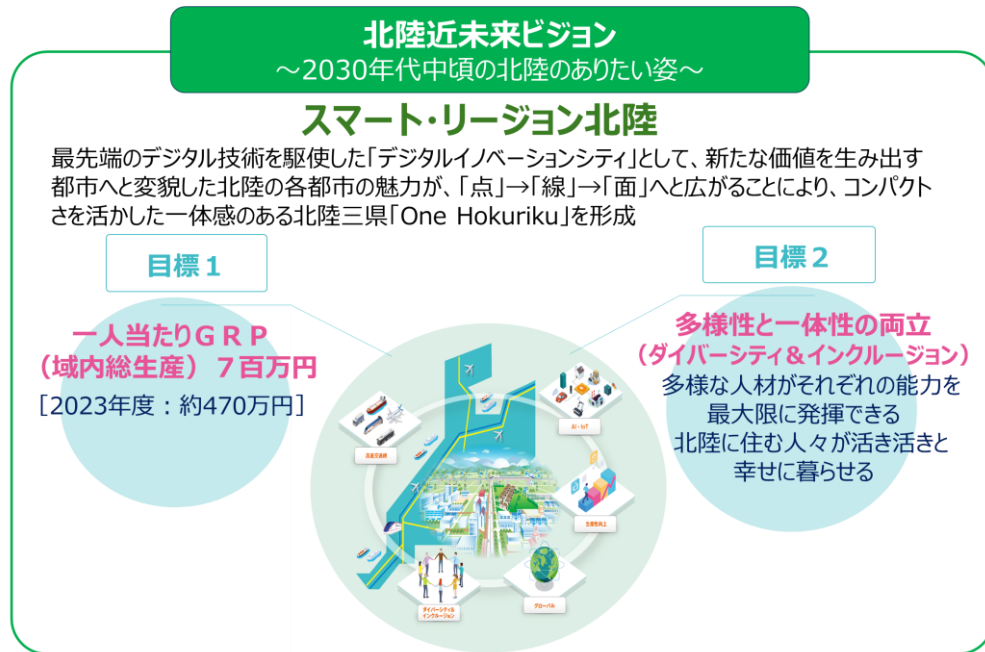 北陸近未来ビジョン
～2030年代中頃の北陸のありたい姿～
スマート・リージョン北陸
最先端のデジタル技術を駆使した「デジタルイノベーションシティ」として、新たな価値を生み出す
都市へと変貌した北陸の各都市の魅力が、「点」→「線」→「面」へと広がることにより、コンパクト
さを活かした一体感のある北陸三県「One Hokuriku」を形成
目標１
一人当たりＧＲＰ
（域内総生産）７百万円
［2023年度：約470万円］
目標２
多様性と一体性の両立
（ダイバーシティ&インクルージョン）
多様な人材がそれぞれの能力を
最大限に発揮できる
北陸に住む人々が活き活きと
幸せに暮らせる
高速交通網
AI・IoT
生産性向上
ダイバーシティ&
インクルージョン
グローバル